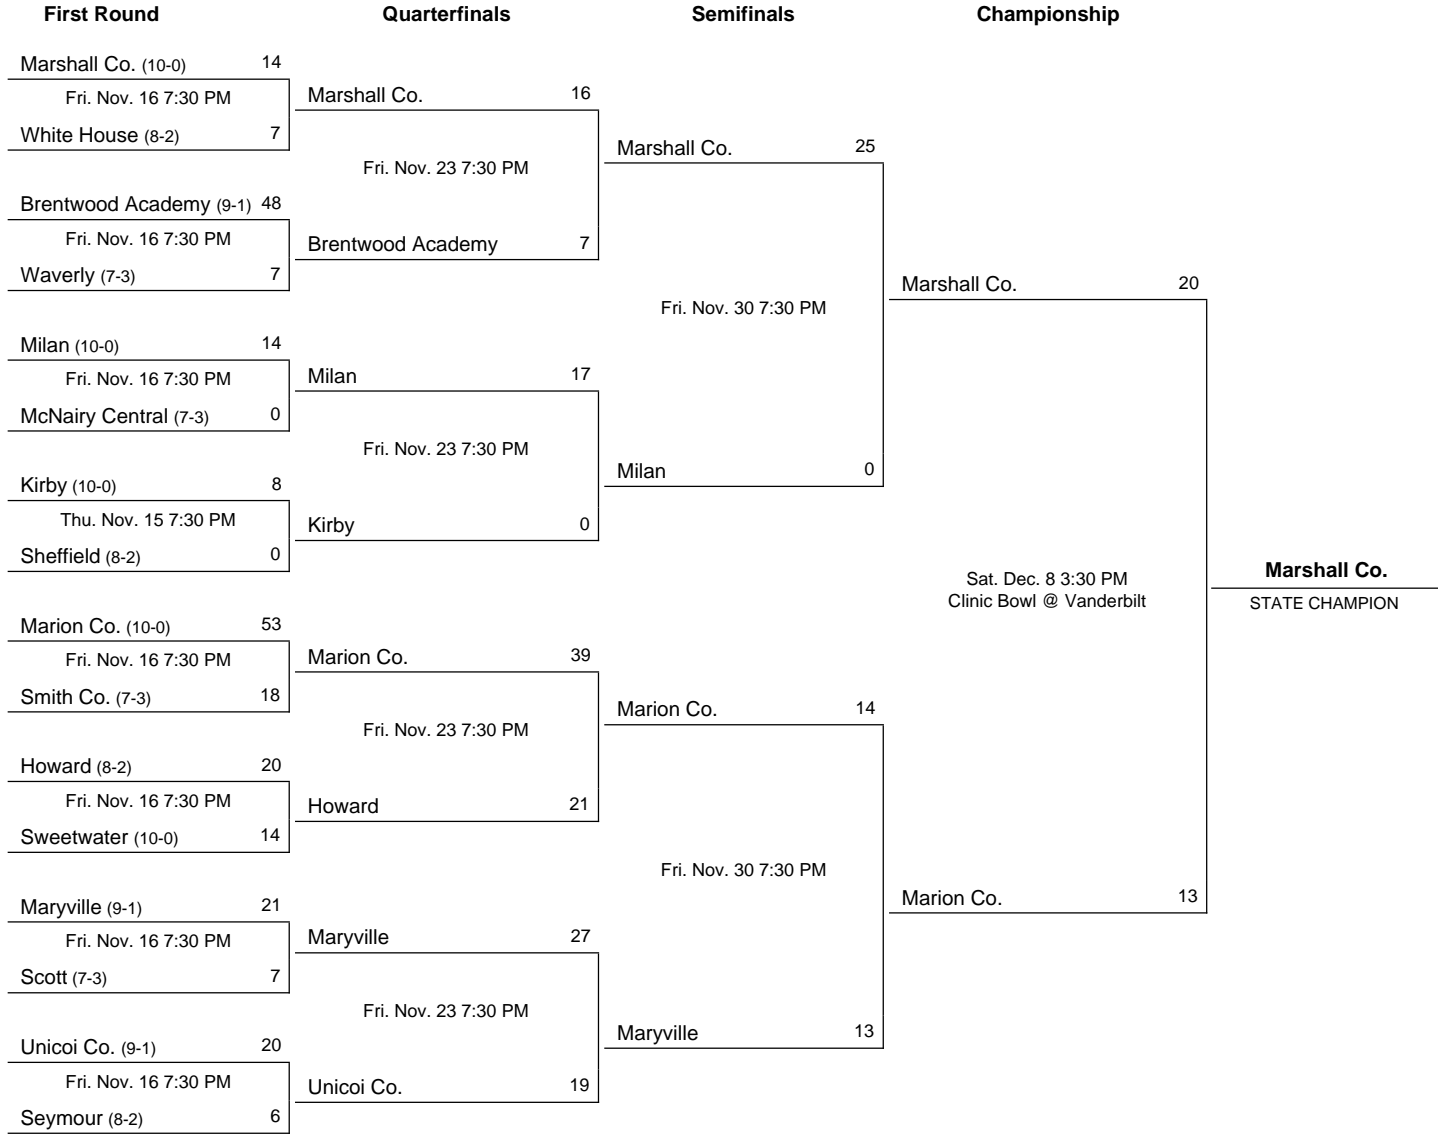 First Round Quarterfinals Semifinals Championship
Marshall Co. (10-0) 14
Fri. Nov. 16 7:30 PM
White House (8-2) 7
Brentwood Academy (9-1) 48
Fri. Nov. 16 7:30 PM
Waverly (7-3) 7
Milan (10-0) 14
Fri. Nov. 16 7:30 PM
McNairy Central (7-3) 0
Kirby (10-0) 8
Thu. Nov. 15 7:30 PM
Sheffield (8-2) 0
Marion Co. (10-0) 53
Fri. Nov. 16 7:30 PM
Smith Co. (7-3) 18
Howard (8-2) 20
Fri. Nov. 16 7:30 PM
Sweetwater (10-0) 14
Maryville (9-1) 21
Fri. Nov. 16 7:30 PM
Scott (7-3) 7
Unicoi Co. (9-1) 20
Fri. Nov. 16 7:30 PM
Seymour (8-2) 6
Marshall Co. 16
Fri. Nov. 23 7:30 PM
Brentwood Academy 7
Milan 17
Fri. Nov. 23 7:30 PM
Kirby 0
Marion Co. 39
Fri. Nov. 23 7:30 PM
Howard 21
Maryville 27
Fri. Nov. 23 7:30 PM
Unicoi Co. 19
Marshall Co. 25
Fri. Nov. 30 7:30 PM
Milan 0
Marion Co. 14
Fri. Nov. 30 7:30 PM
Maryville 13
Marshall Co. 20
Sat. Dec. 8 3:30 PM
Clinic Bowl @ Vanderbilt
Marion Co. 13
Marshall Co.
STATE CHAMPION